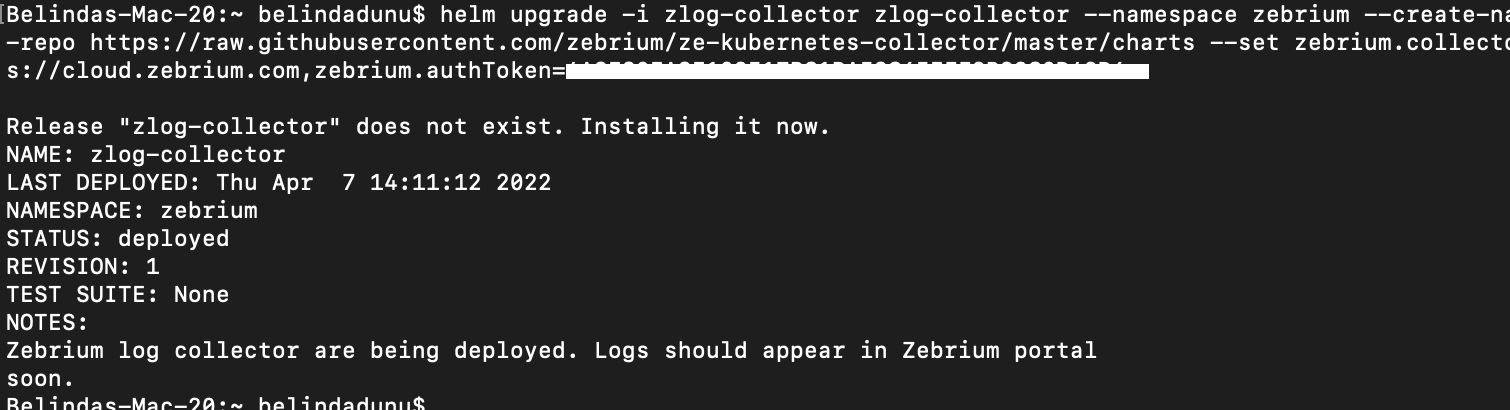 Belindas-Mac-20:~ belindadunu$ helm upgrade -i zlog-collector zlog-collector --namespace zebrium --create-na
-repo https://raw.githubusercontent.com/zebrium/ze-kubernetes-collector/master/charts --set zebrium.collecto
s://cloud.zebrium.com,zebrium.authToken=
Release "zlog-collector" does not exist. Installing it now.
NAME: zlog-collector
LAST DEPLOYED: Thu Apr  7 14:11:12 2022
NAMESPACE: zebrium
STATUS: deployed
REVISION: 1
TEST SUITE: None
NOTES:
Zebrium log collector are being deployed. Logs should appear in Zebrium portal
soon.
Belindas-Mac-20:~ belindadunu$